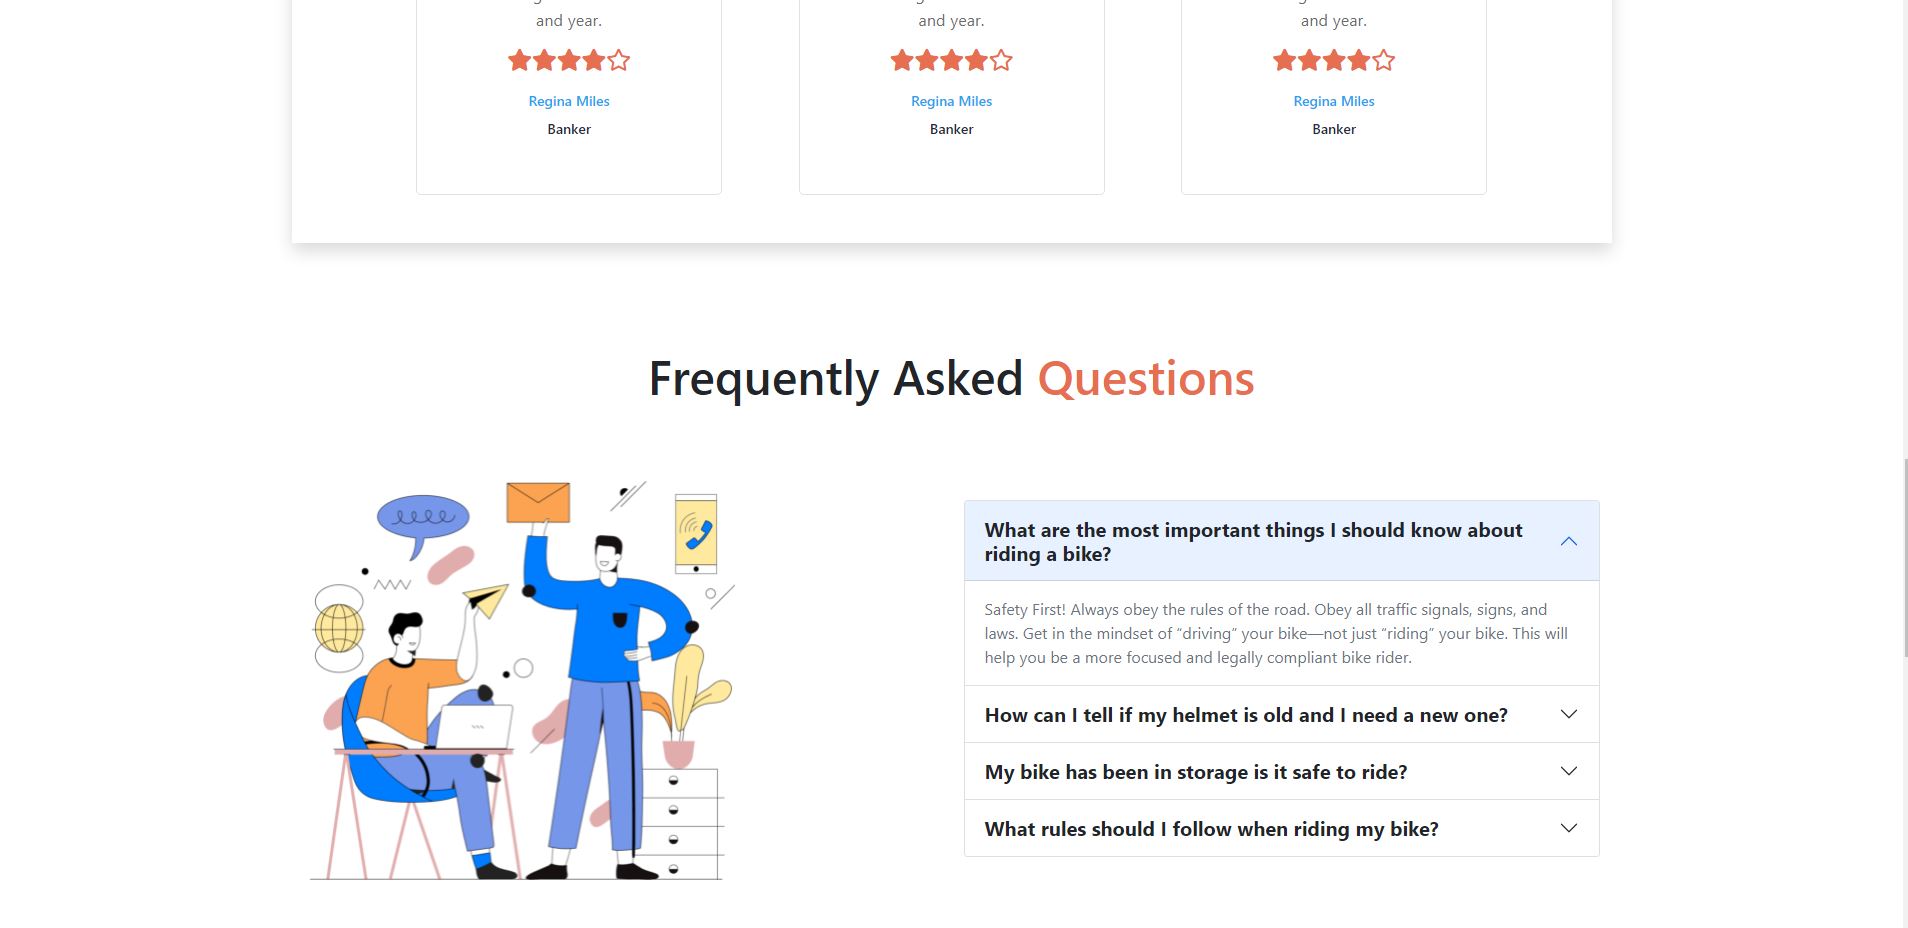 and year.
and year.
and year.
Regina Miles
Regina Miles
Regina Miles
Banker
Banker
Banker
Frequently Asked Questions
What are the most important things I should know about
riding a bike?
Safety First! Always obey the rules of the road. Obey all traffic signals, signs, and
laws. Get in the mindset of “driving” your bike—not just “riding” your bike. This will
help you be a more focused and legally compliant bike rider.
How can I tell if my helmet is old and I need a new one?
My bike has been in storage is it safe to ride?
What rules should I follow when riding my bike?